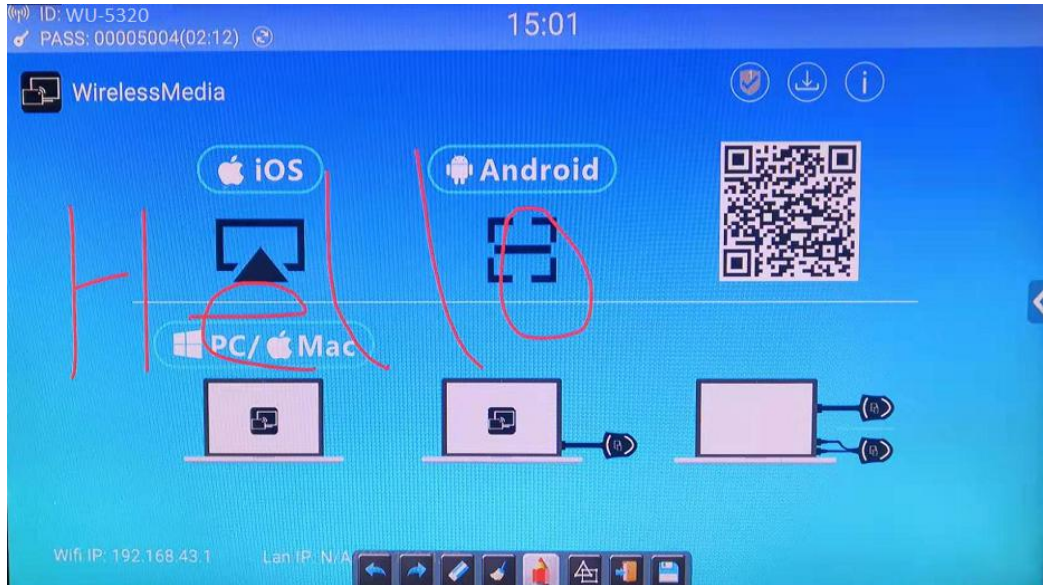 ID: WU-5320
PASS: 00005004(02:12)
15:01
WirelessMedia
iOS
Android
Hello
PC/ Mac
Wifi IP: 192.168.43.1
Lan IP: N/A